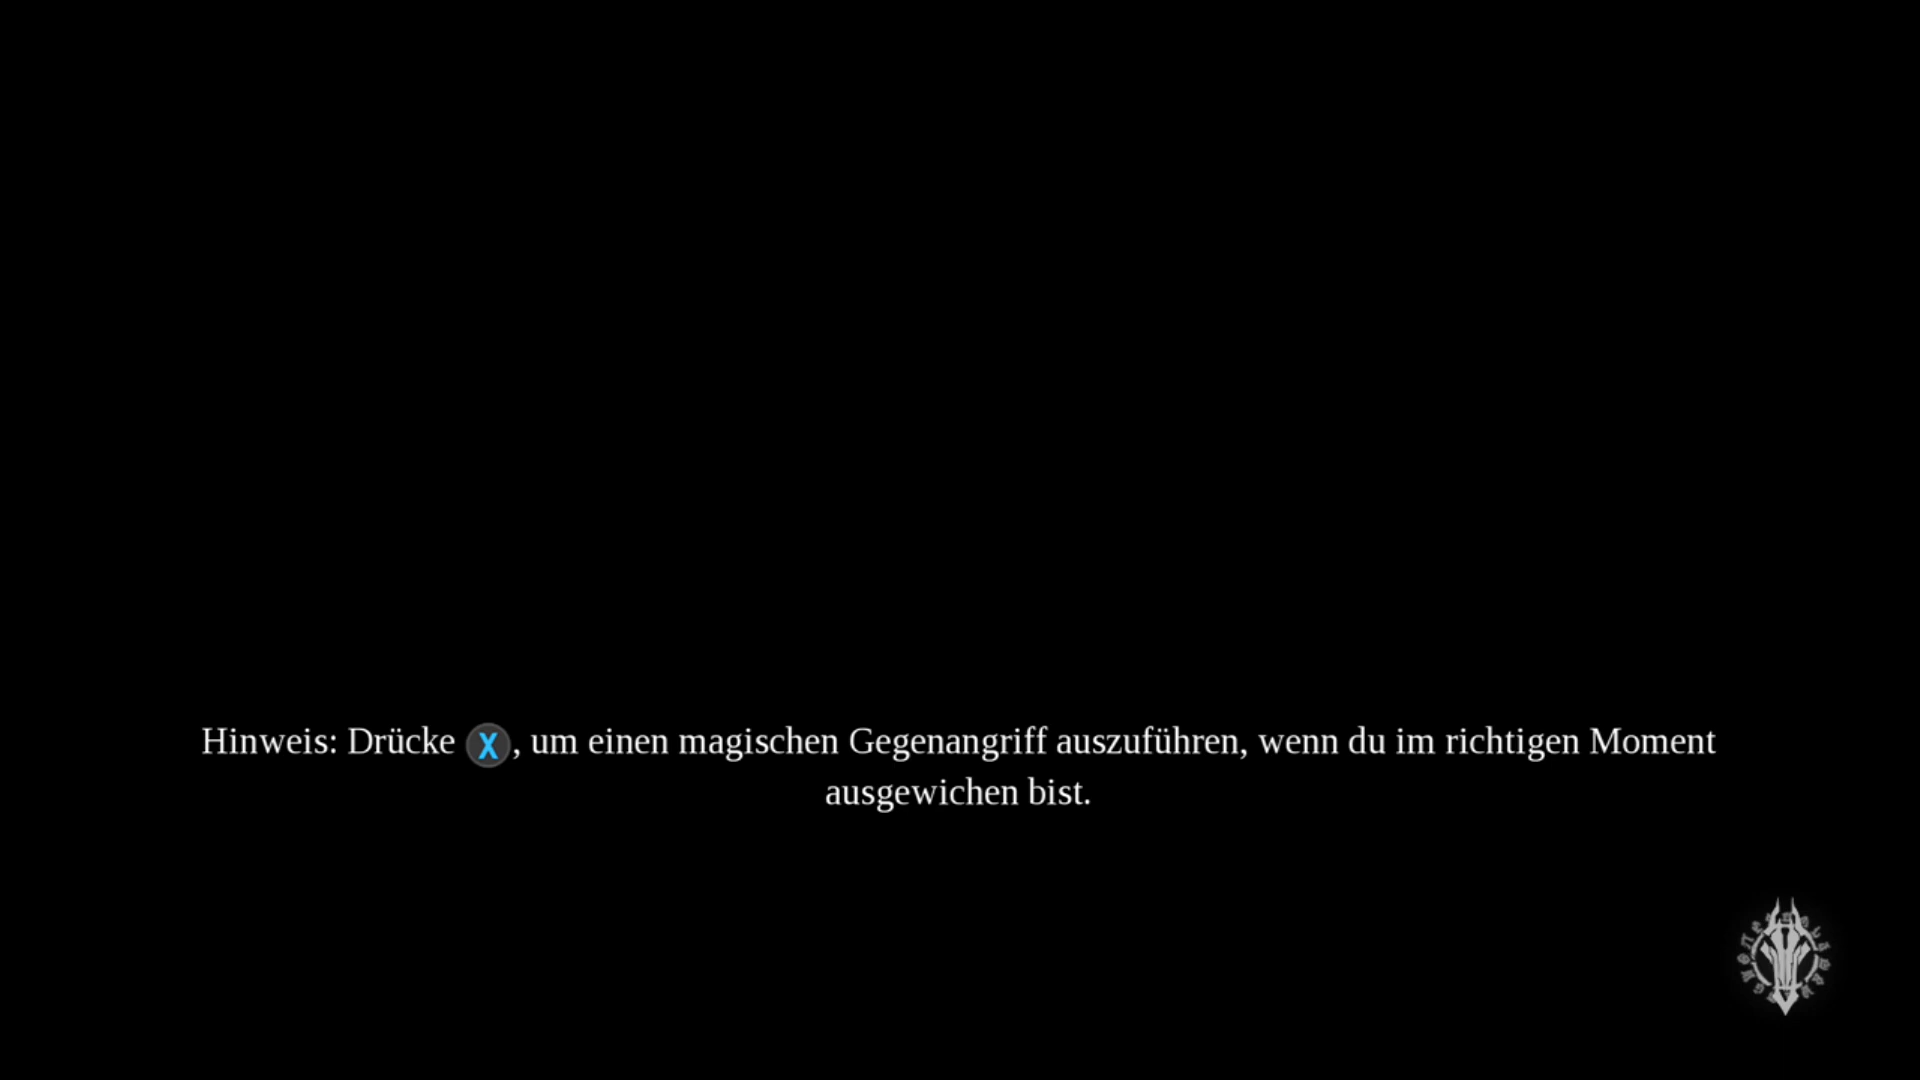 Hinweis: Drücke X, um einen magischen Gegenangriff auszuführen, wenn du im richtigen Moment
ausgewichen bist.